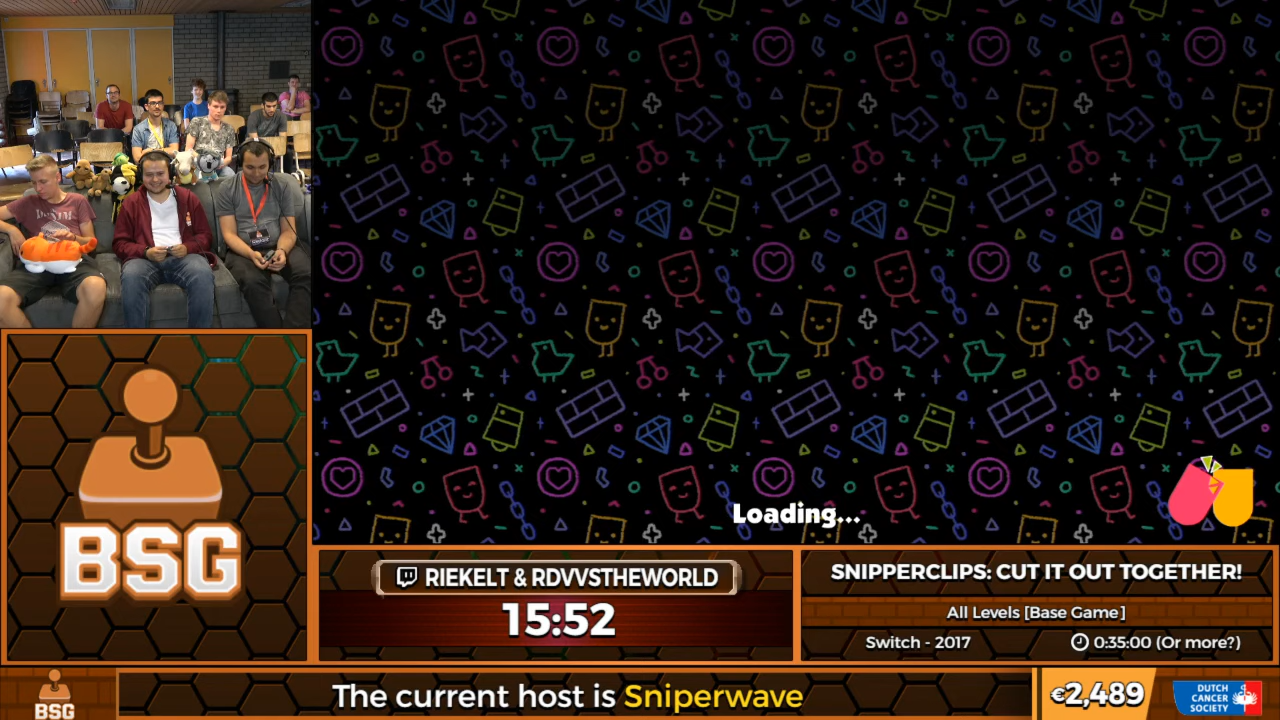 Loading...
BSG
RIEKELT & RDVVSTHEWORLD
15:52
SNIPPERCLIPS: CUT IT OUT TOGETHER!
All Levels [Base Game]
Switch - 2017
0:35:00 (Or more?)
BSG
The current host is Sniperwave
€2,489
DUTCH
CANCER
SOCIETY